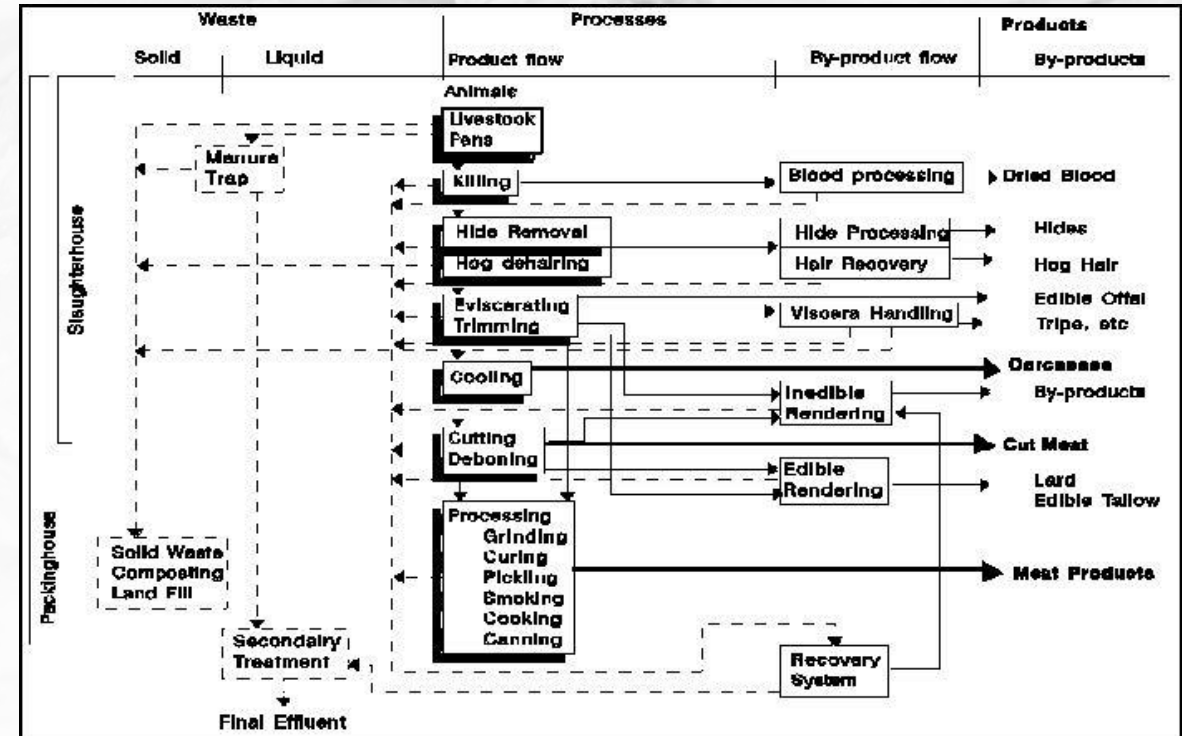 Waste
Processes
Products
Solid
Liquid
Product flow
By-product flow
By-products
Animale
Livestock
Pens
Manure
Trap
Killing
Blood processing
Dried Blood
Hide Removal
Hide Processing
Hides
Hog dehairing
Hair Recovery
Hog Hair
Eviscerating
Trimming
Viscera Handling
Edible Offal
Tripe, etc
Cooling
Carcasese
By-products
Inedible
Rendering
Cutting
Deboning
Cut Meat
Edible
Rendering
Lard
Edible Tallow
Processing
Grinding
Curing
Pickling
Smoking
Cooking
Canning
Meat Products
Solid Waste
Composting
Land Fill
Secondairy
Treatment
Recovery
System
Final Effluent
Slaughterhouse
Packinghouse